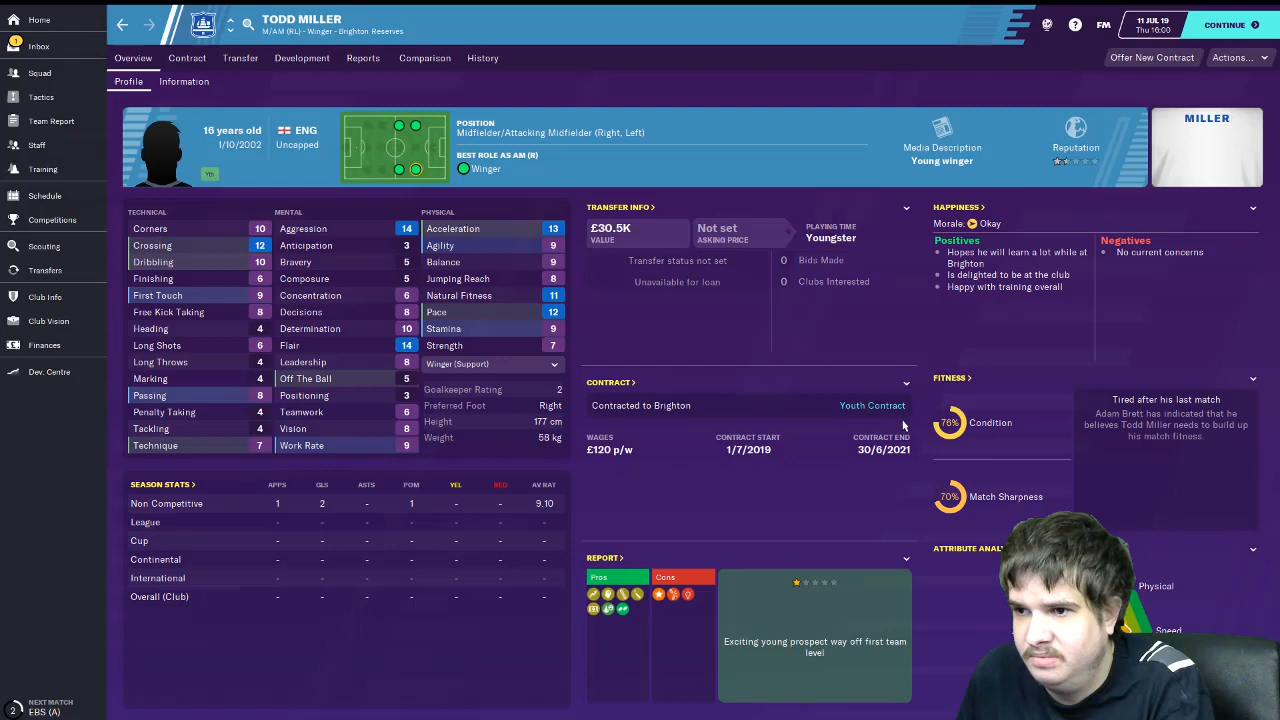 Home
TODD MILLER
M/AM (RL) - Winger - Brighton Reserves
FM
11 JUL 19
Thu 16:00
CONTINUE
1
Inbox
Squad
Tactics
Team Report
Staff
Training
Schedule
Competitions
Scouting
Transfers
Club Info
Club Vision
Finances
Dev. Centre
2
NEXT MATCH
EBS (A)
Overview Contract Transfer Development Reports Comparison History
Offer New Contract
Actions...
Profile Information
16 years old
1/10/2002
Yth
ENG
Uncapped
POSITION
Midfielder/Attacking Midfielder (Right, Left)
BEST ROLE AS AM (R)
Winger
Media Description
Young winger
Reputation
MILLER
TECHNICAL
Corners 10
Crossing 12
Dribbling 10
Finishing 6
First Touch 9
Free Kick Taking 8
Heading 4
Long Shots 6
Long Throws 4
Marking 4
Passing 8
Penalty Taking 4
Tackling 4
Technique 7
MENTAL
Aggression 14
Anticipation 3
Bravery 5
Composure 5
Concentration 6
Decisions 8
Determination 10
Flair 14
Leadership 8
Off The Ball 5
Positioning 3
Teamwork 6
Vision 8
Work Rate 9
PHYSICAL
Acceleration 13
Agility 9
Balance 9
Jumping Reach 8
Natural Fitness 11
Pace 12
Stamina 9
Strength 7
Winger (Support)
Goalkeeper Rating 2
Preferred Foot Right
Height 177 cm
Weight 58 kg
SEASON STATS > APPS GLS ASTS POM YEL RED AV RAT
Non Competitive 1 2 - 1 - - 9.10
League - - - - - - -
Cup - - - - - - -
Continental - - - - - - -
International - - - - - - -
Overall (Club) - - - - - - -
TRANSFER INFO >
£30.5K
VALUE
Not set
ASKING PRICE
PLAYING TIME
Youngster
Transfer status not set
Unavailable for loan
0 Bids Made
0 Clubs Interested
CONTRACT >
Contracted to Brighton Youth Contract
WAGES
£120 p/w
CONTRACT START
1/7/2019
CONTRACT END
30/6/2021
REPORT >
Pros
Cons
Exciting young prospect way off first team
level
HAPPINESS >
Morale: Okay
Positives
Hopes he will learn a lot while at
Brighton
Is delighted to be at the club
Happy with training overall
Negatives
No current concerns
FITNESS >
76% Condition
70% Match Sharpness
Tired after his last match
Adam Brett has indicated that he
believes Todd Miller needs to build up
his match fitness.
ATTRIBUTE ANAL
Physical
Speed